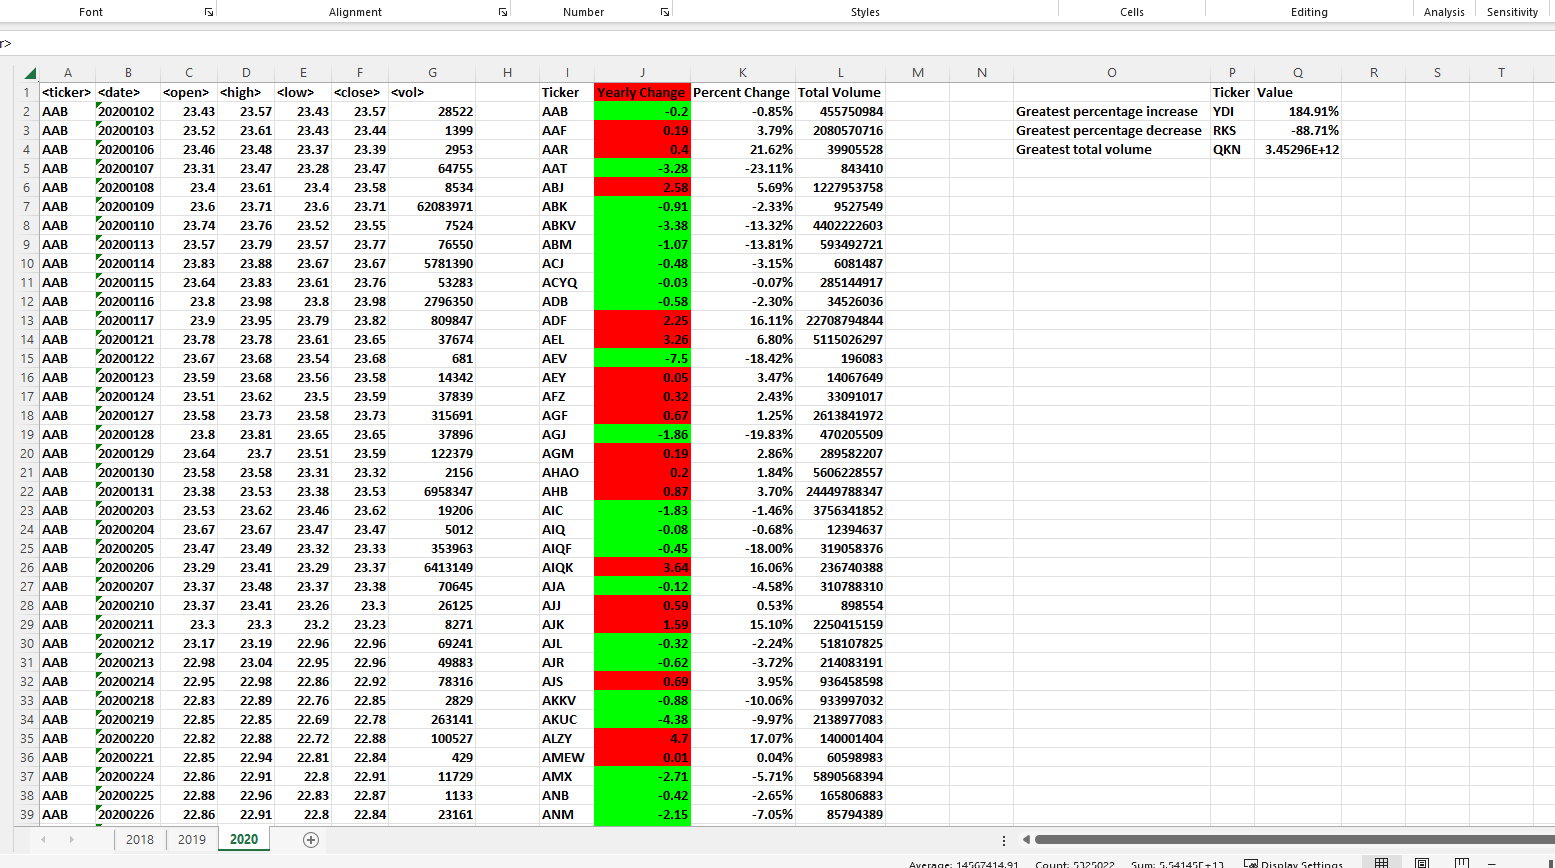 Font Alignment Number Styles Cells Editing Analysis Sensitivity
r>
A B C D E F G H I J K L M N O P Q R S T
1 <ticker> <date> <open> <high> <low> <close> <vol> Ticker Yearly Change Percent Change Total Volume Ticker Value
2 AAB 20200102 23.43 23.57 23.43 23.57 28522 AAB -0.2 -0.85% 455750984 Greatest percentage increase YDI 184.91%
3 AAB 20200103 23.52 23.61 23.43 23.44 1399 AAF 0.19 3.79% 2080570716 Greatest percentage decrease RKS -88.71%
4 AAB 20200106 23.46 23.48 23.37 23.39 2953 AAR 0.4 21.62% 39905528 Greatest total volume QKN 3.45296E+12
5 AAB 20200107 23.31 23.47 23.28 23.47 64755 AAT -3.28 -23.11% 843410
6 AAB 20200108 23.4 23.61 23.4 23.58 8534 ABJ 2.58 5.69% 1227953758
7 AAB 20200109 23.6 23.71 23.6 23.71 62083971 ABK -0.91 -2.33% 9527549
8 AAB 20200110 23.74 23.76 23.52 23.55 7524 ABKV -3.38 -13.32% 4402222603
9 AAB 20200113 23.57 23.79 23.57 23.77 76550 ABM -1.07 -13.81% 593492721
10 AAB 20200114 23.83 23.88 23.67 23.67 5781390 ACJ -0.48 -3.15% 6081487
11 AAB 20200115 23.64 23.83 23.61 23.76 53283 ACYQ -0.03 -0.07% 285144917
12 AAB 20200116 23.8 23.98 23.8 23.98 2796350 ADB -0.58 -2.30% 34526036
13 AAB 20200117 23.9 23.95 23.79 23.82 809847 ADF 2.25 16.11% 22708794844
14 AAB 20200121 23.78 23.78 23.61 23.65 37674 AEL 3.26 6.80% 5115026297
15 AAB 20200122 23.67 23.68 23.54 23.68 681 AEV -7.5 -18.42% 196083
16 AAB 20200123 23.59 23.68 23.56 23.58 14342 AEY 0.05 3.47% 14067649
17 AAB 20200124 23.51 23.62 23.5 23.59 37839 AFZ 0.32 2.43% 33091017
18 AAB 20200127 23.58 23.73 23.58 23.73 315691 AGF 0.67 1.25% 2613841972
19 AAB 20200128 23.8 23.81 23.65 23.65 37896 AGJ -1.86 -19.83% 470205509
20 AAB 20200129 23.64 23.7 23.51 23.59 122379 AGM 0.19 2.86% 289582207
21 AAB 20200130 23.58 23.58 23.31 23.32 2156 AHAO 0.2 1.84% 5606228557
22 AAB 20200131 23.38 23.53 23.38 23.53 6958347 AHB 0.87 3.70% 24449788347
23 AAB 20200203 23.53 23.62 23.46 23.62 19206 AIC -1.83 -1.46% 3756341852
24 AAB 20200204 23.67 23.67 23.47 23.47 5012 AIQ -0.08 -0.68% 12394637
25 AAB 20200205 23.47 23.49 23.32 23.33 353963 AIQF -0.45 -18.00% 319058376
26 AAB 20200206 23.29 23.41 23.29 23.37 6413149 AIQK 3.64 16.06% 236740388
27 AAB 20200207 23.37 23.48 23.37 23.38 70645 AJA -0.12 -4.58% 310788310
28 AAB 20200210 23.37 23.41 23.26 23.3 26125 AJJ 0.59 0.53% 898554
29 AAB 20200211 23.3 23.3 23.2 23.23 8271 AJK 1.59 15.10% 2250415159
30 AAB 20200212 23.17 23.19 22.96 22.96 69241 AJL -0.32 -2.24% 518107825
31 AAB 20200213 22.98 23.04 22.95 22.96 49883 AJR -0.62 -3.72% 214083191
32 AAB 20200214 22.95 22.98 22.86 22.92 78316 AJS 0.69 3.95% 936458598
33 AAB 20200218 22.83 22.89 22.76 22.85 2829 AKKV -0.88 -10.06% 933997032
34 AAB 20200219 22.85 22.85 22.69 22.78 263141 AKUC -4.38 -9.97% 2138977083
35 AAB 20200220 22.82 22.88 22.72 22.88 100527 ALZY 4.7 17.07% 140001404
36 AAB 20200221 22.85 22.94 22.81 22.84 429 AMEW 0.01 0.04% 60598983
37 AAB 20200224 22.86 22.91 22.8 22.91 11729 AMX -2.71 -5.71% 5890568394
38 AAB 20200225 22.88 22.96 22.83 22.87 1133 ANB -0.42 -2.65% 165806883
39 AAB 20200226 22.86 22.91 22.8 22.84 23161 ANM -2.15 -7.05% 85794389
2018 2019 2020
Average: 14567414.91 Count: 5325022 Sum: 5.54145E+13 Display Settings